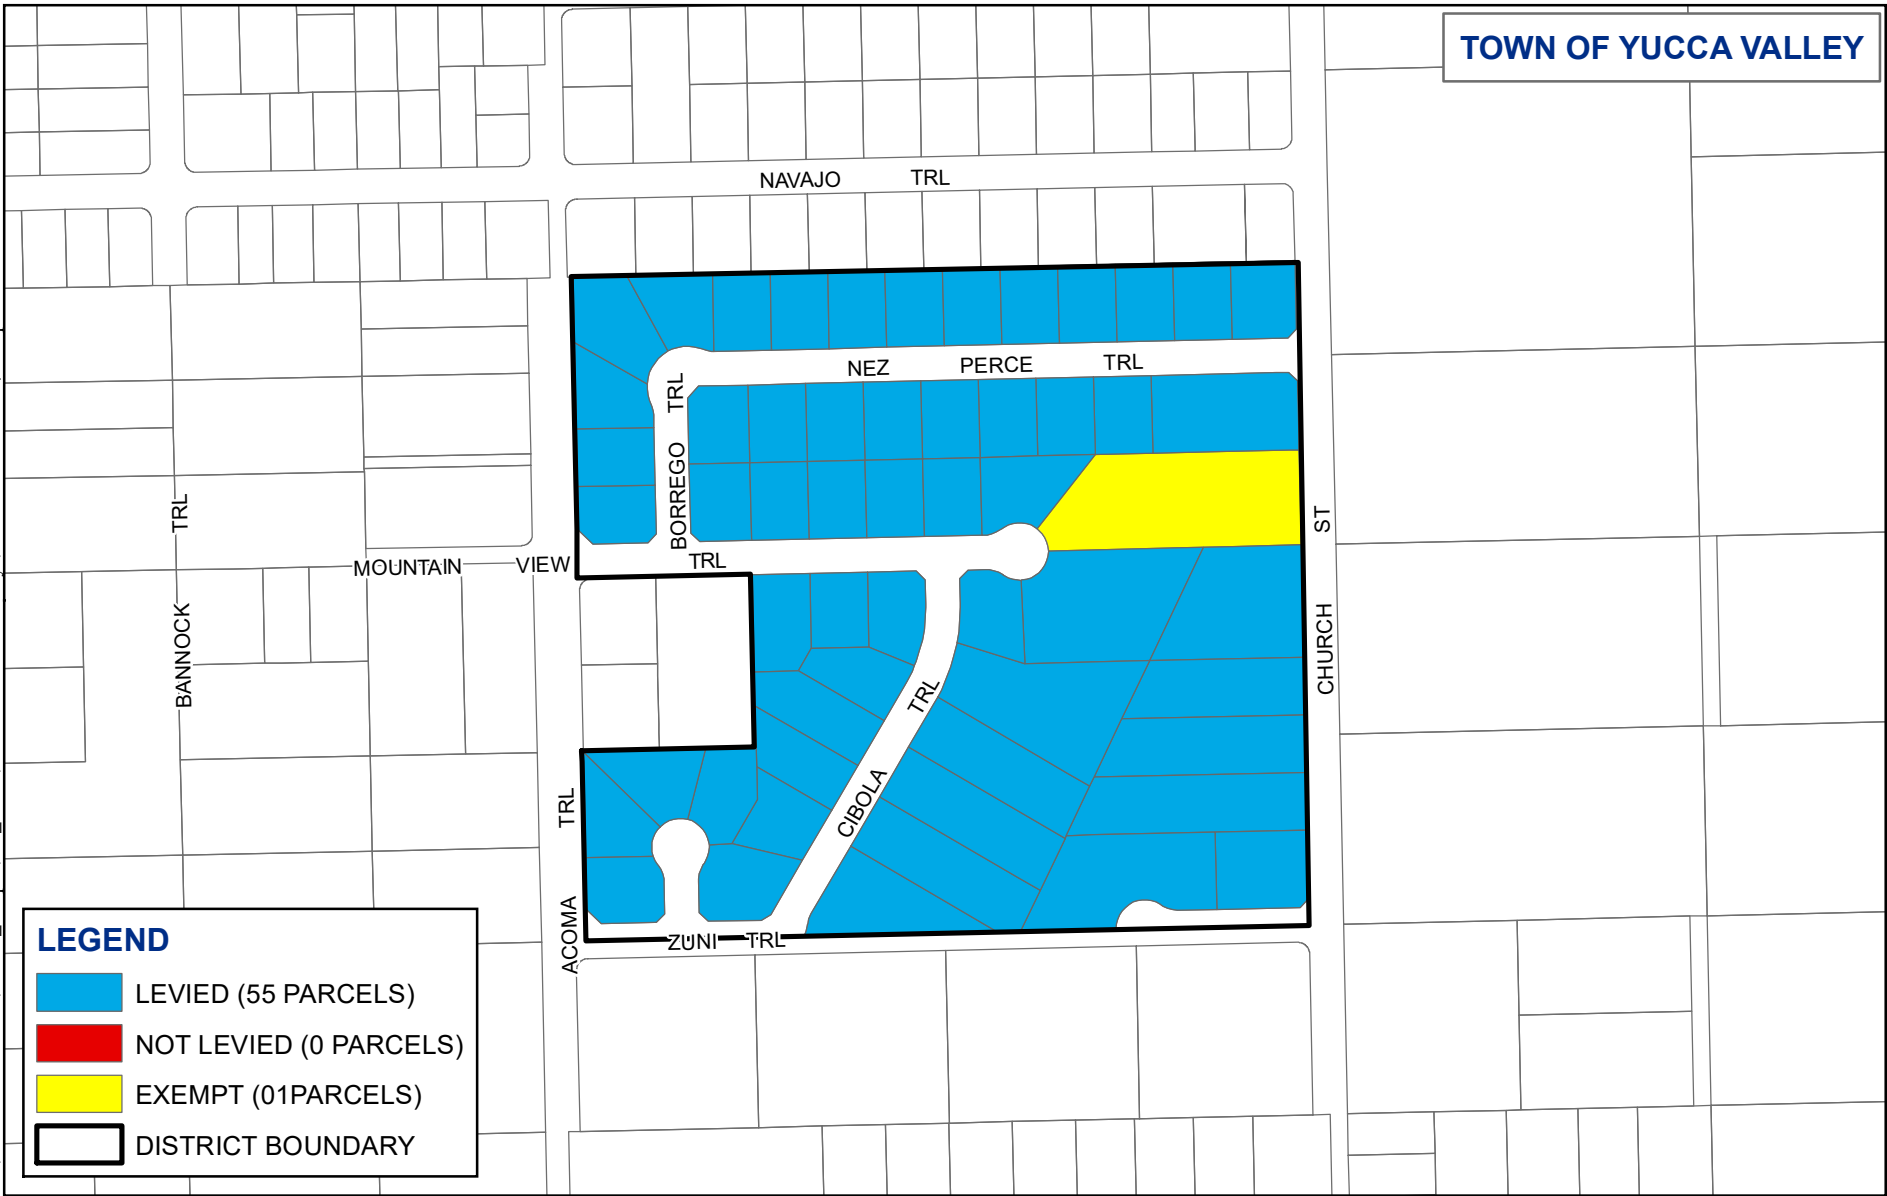 TOWN OF YUCCA VALLEY
NAVAJO TRL
NEZ PERCE TRL
BORREGO TRL
BANNOCK TRL
MOUNTAIN VIEW TRL
CHURCH ST
CIBOLA TRL
ACOMA TRL
ZUNI TRL
LEGEND
LEVIED (55 PARCELS)
NOT LEVIED (0 PARCELS)
EXEMPT (01PARCELS)
DISTRICT BOUNDARY